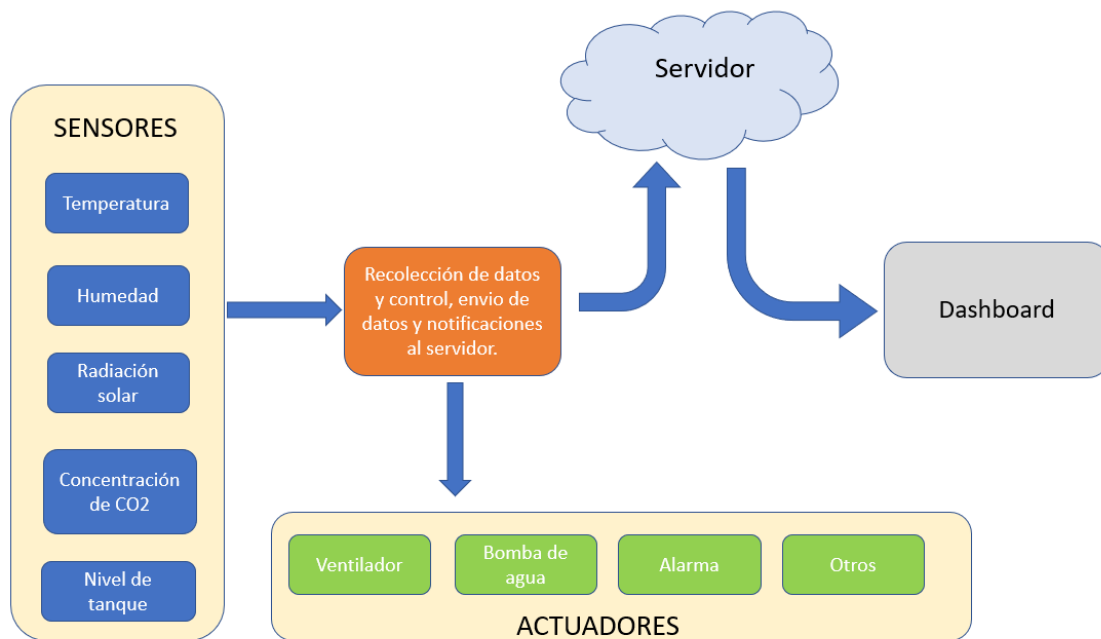 SENSORES
Temperatura
Humedad
Radiación
solar
Concentración
de CO2
Nivel de
tanque
Recolección de datos
y control, envio de
datos y notificaciones
al servidor.
Servidor
Dashboard
Ventilador
Bomba de
agua
Alarma
Otros
ACTUADORES